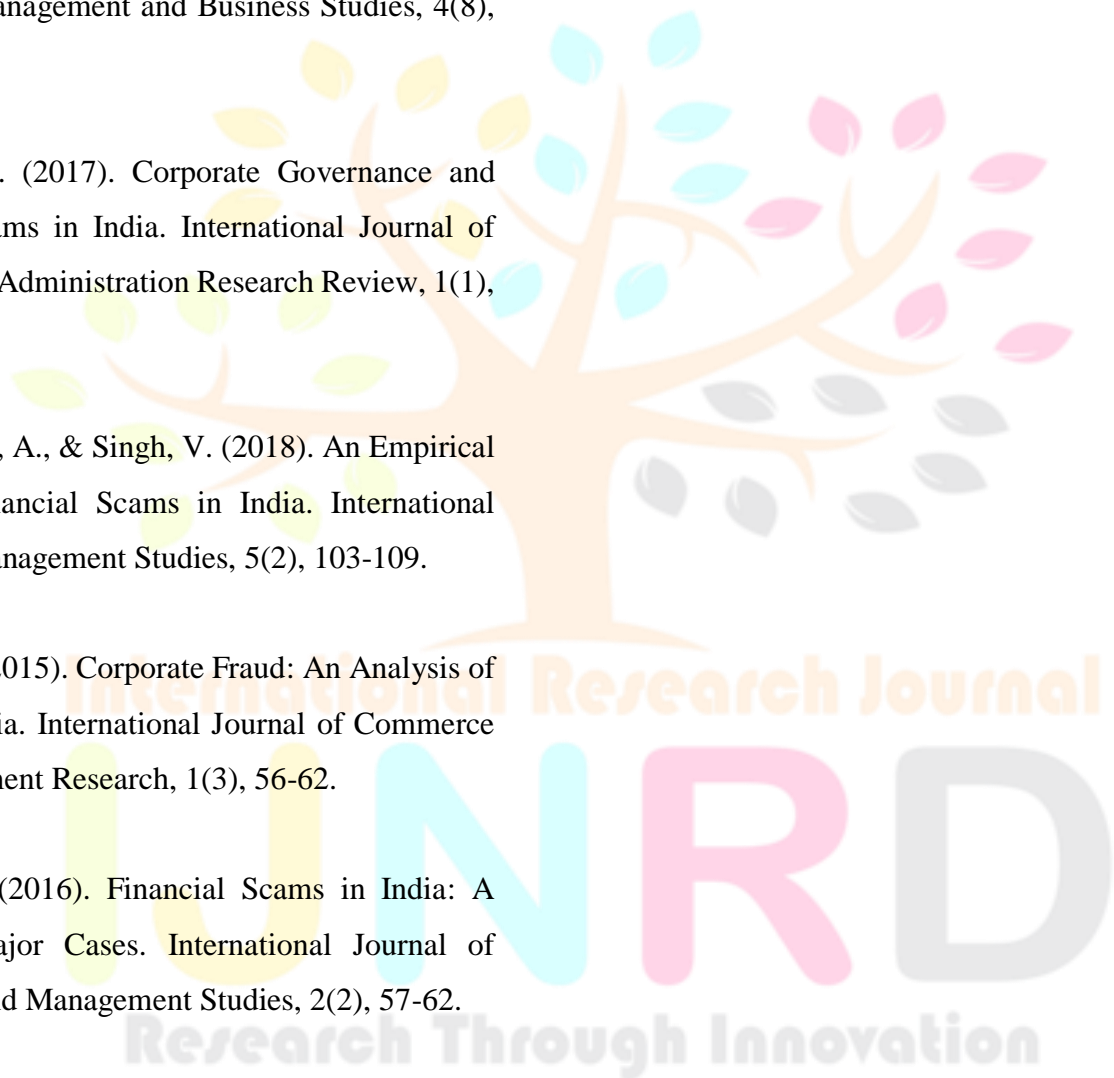 anagement and Business Studies, 4(8),
. (2017). Corporate Governance and
ams in India. International Journal of
Administration Research Review, 1(1),
, A., & Singh, V. (2018). An Empirical
ancial Scams in India. International
anagement Studies, 5(2), 103-109.
2015). Corporate Fraud: An Analysis of
ia. International Journal of Commerce
ment Research, 1(3), 56-62.
(2016). Financial Scams in India: A
ajor Cases. International Journal of
nd Management Studies, 2(2), 57-62.
International Research Journal
IJNRD
Research Through Innovation